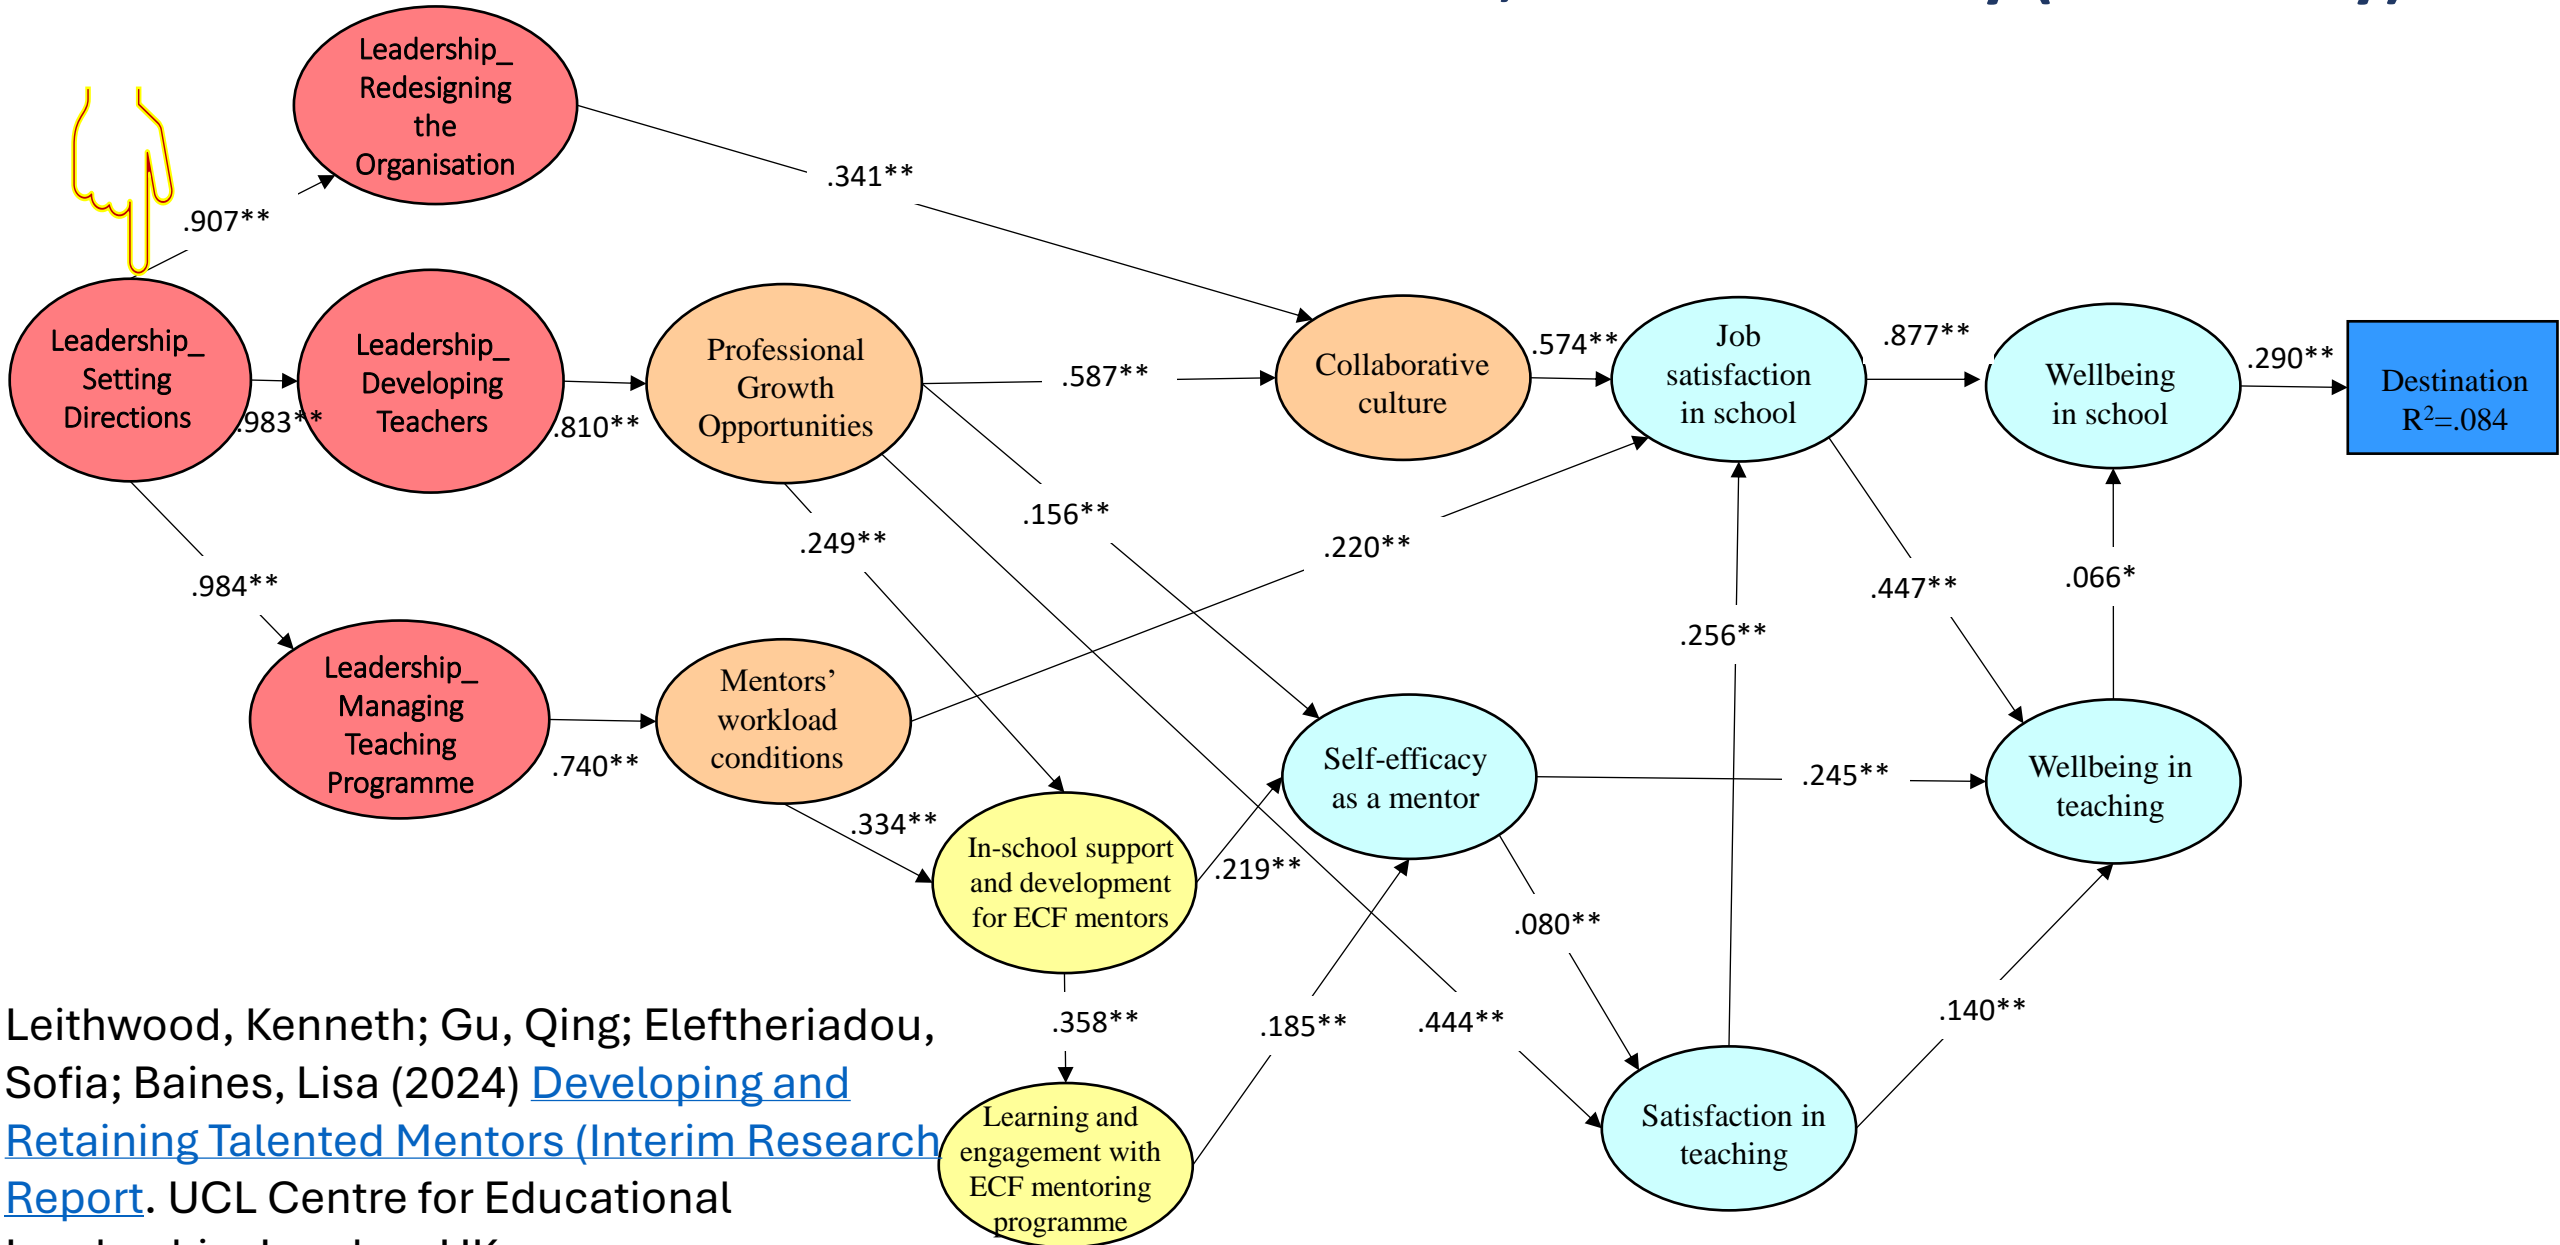 Leadership_
Redesigning
the
Organisation
.907**
.341**
Leadership_
Setting
Directions
.983**
Leadership_
Developing
Teachers
.810**
Professional
Growth
Opportunities
.587**
Collaborative
culture
.574**
Job
satisfaction
in school
.877**
Wellbeing
in school
.290**
Destination
R²=.084
.156**
.249**
.220**
.984**
.447**
.066*
.256**
Leadership_
Managing
Teaching
Programme
.740**
Mentors’
workload
conditions
.334**
Self-efficacy
as a mentor
.245**
Wellbeing in
teaching
In-school support
and development
for ECF mentors
.219**
.080**
.358**
.185**
.444**
.140**
Learning and
engagement with
ECF mentoring
programme
Satisfaction in
teaching
Leithwood, Kenneth; Gu, Qing; Eleftheriadou,
Sofia; Baines, Lisa (2024) Developing and
Retaining Talented Mentors (Interim Research
Report. UCL Centre for Educational